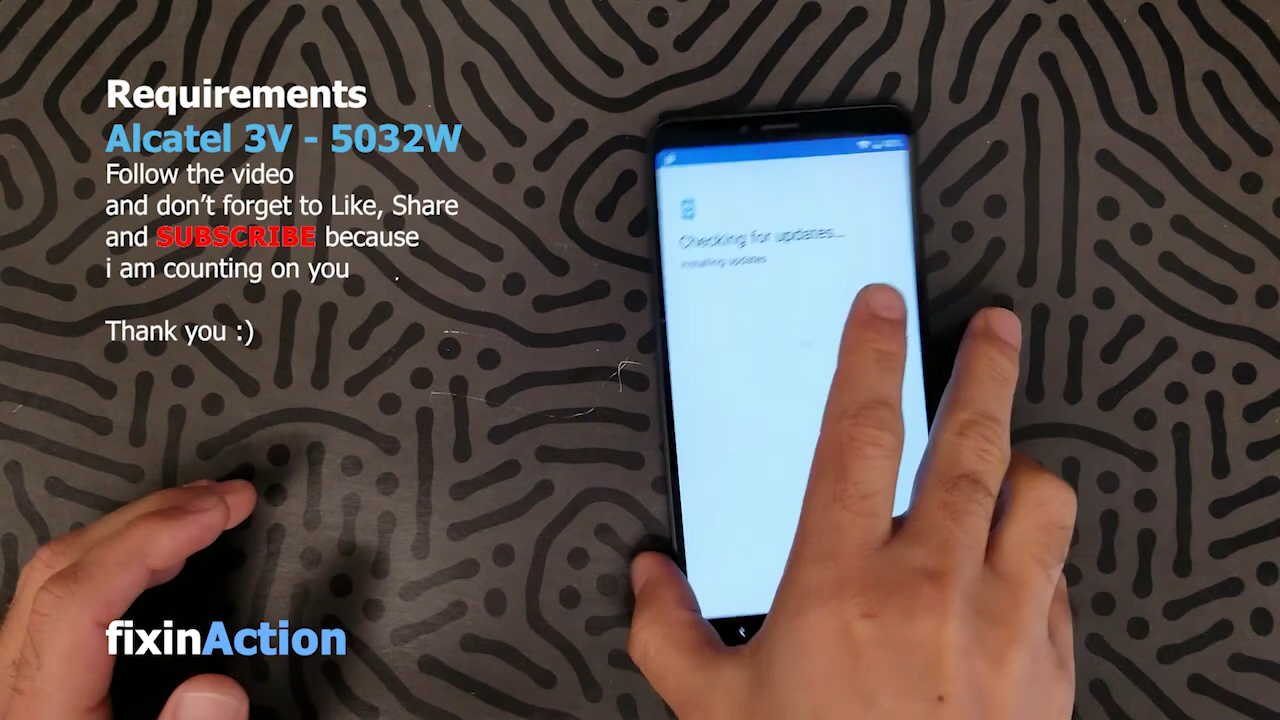 Requirements
Alcatel 3V - 5032W
Follow the video
and don't forget to Like, Share
and SUBSCRIBE because
i am counting on you
Thank you :)
Checking for updates...
Installing updates
fixinAction